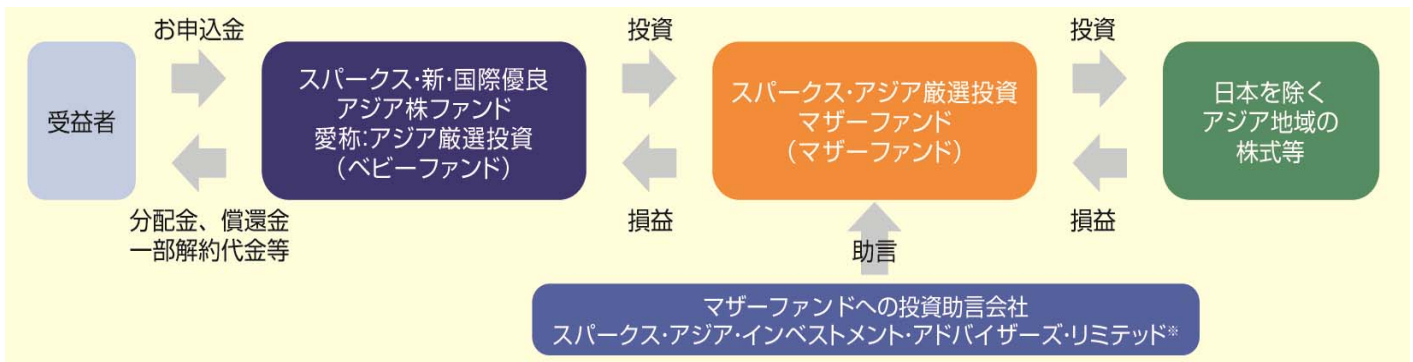 お申込金
投資
投資
受益者
スパークス・新・国際優良
アジア株ファンド
愛称:アジア厳選投資
(ベビーファンド)
スパークス・アジア厳選投資
マザーファンド
(マザーファンド)
日本を除く
アジア地域の
株式等
分配金、償還金
一部解約代金等
損益
損益
助言
マザーファンドへの投資助言会社
スパークス・アジア・インベストメント・アドバイザーズ・リミテッド※